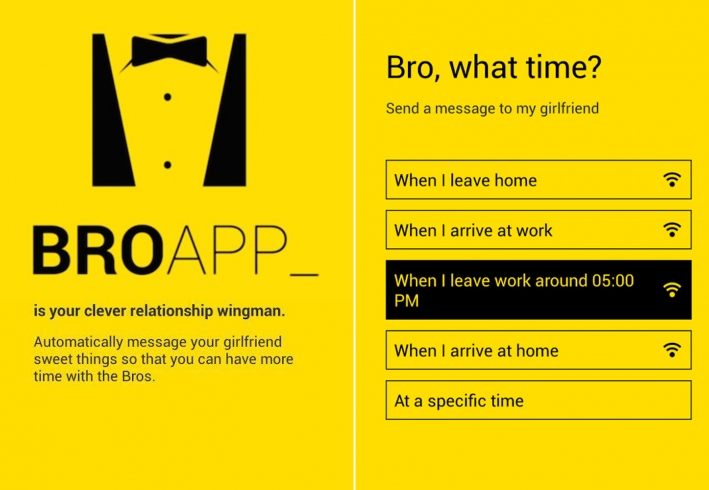 BROAPP_
is your clever relationship wingman.
Automatically message your girlfriend
sweet things so that you can have more
time with the Bros.
Bro, what time?
Send a message to my girlfriend
When I leave home
When I arrive at work
When I leave work around 05:00
PM
When I arrive at home
At a specific time